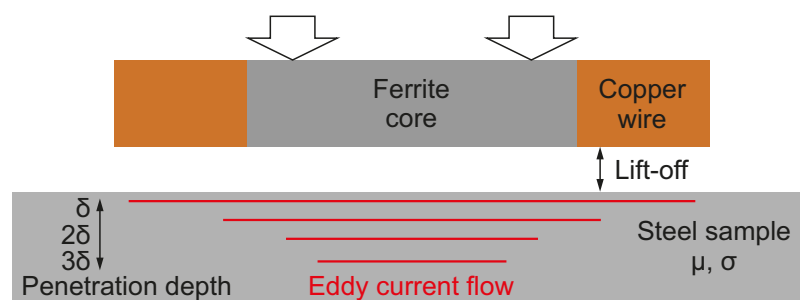 Ferrite
core
Copper
wire
Lift-off
δ
2δ
3δ
Penetration depth
Eddy current flow
Steel sample
μ, σ